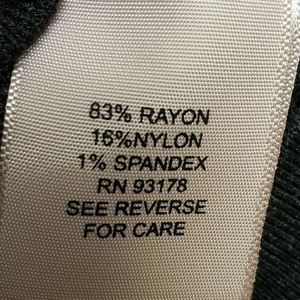 83% RAYON
16%NYLON
1% SPANDEX
RN 93178
SEE REVERSE
FOR CARE